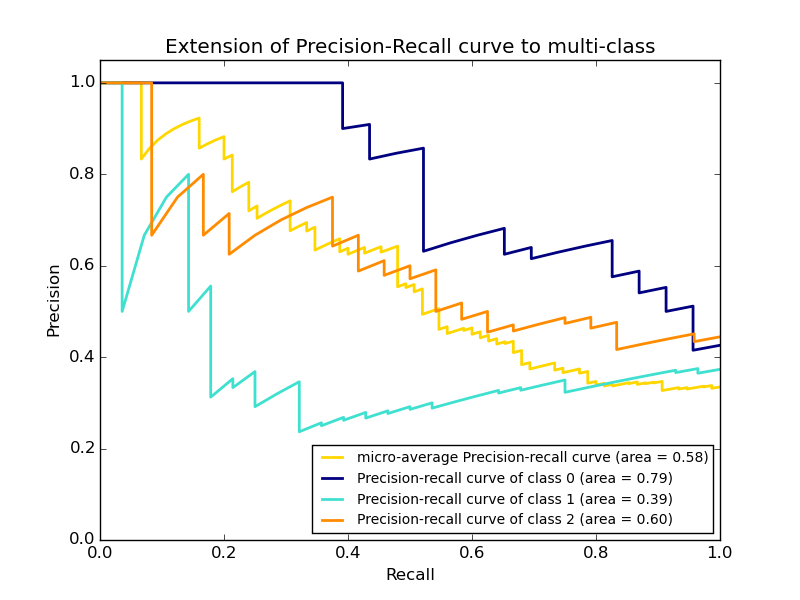 Extension of Precision-Recall curve to multi-class
1.0
0.8
0.6
0.4
0.2
0.0
Precision
micro-average Precision-recall curve (area = 0.58)
Precision-recall curve of class 0 (area = 0.79)
Precision-recall curve of class 1 (area = 0.39)
Precision-recall curve of class 2 (area = 0.60)
0.0 0.2 0.4 0.6 0.8 1.0
Recall